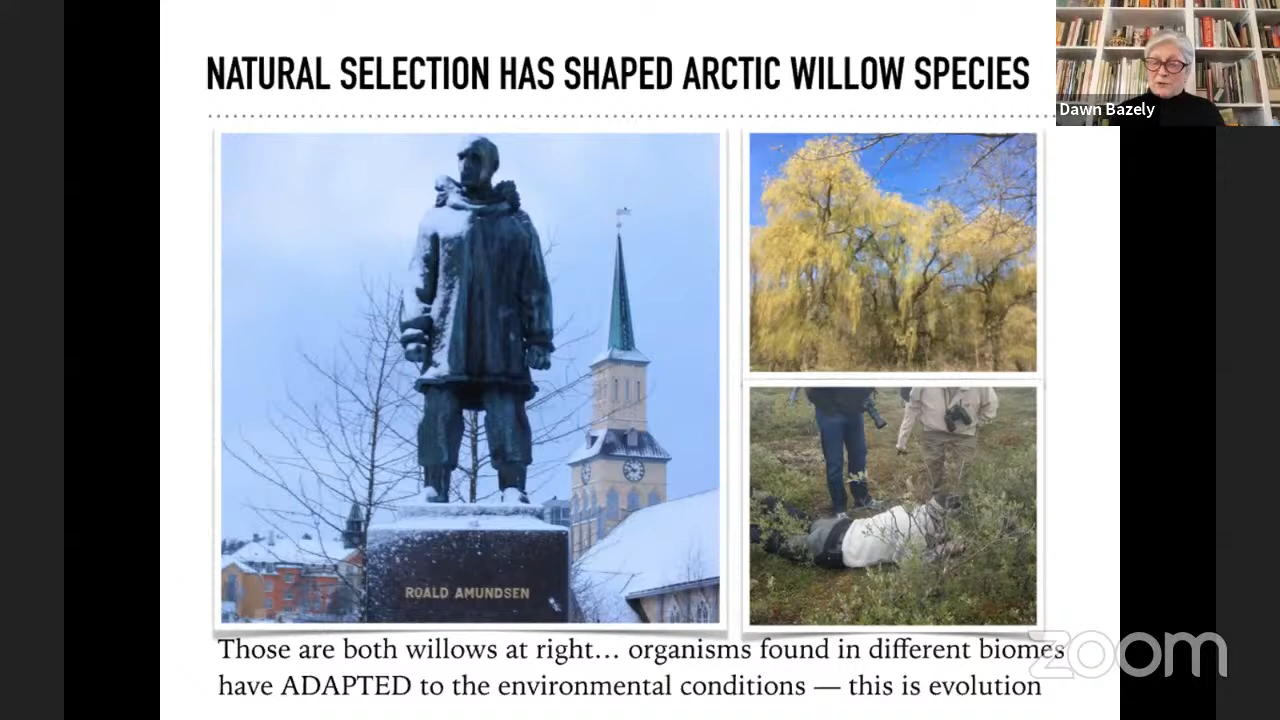 NATURAL SELECTION HAS SHAPED ARCTIC WILLOW SPECIES
Dawn Bazely
ROALD AMUNDSEN
Those are both willows at right... organisms found in different biomes
have ADAPTED to the environmental conditions — this is evolution
zoom